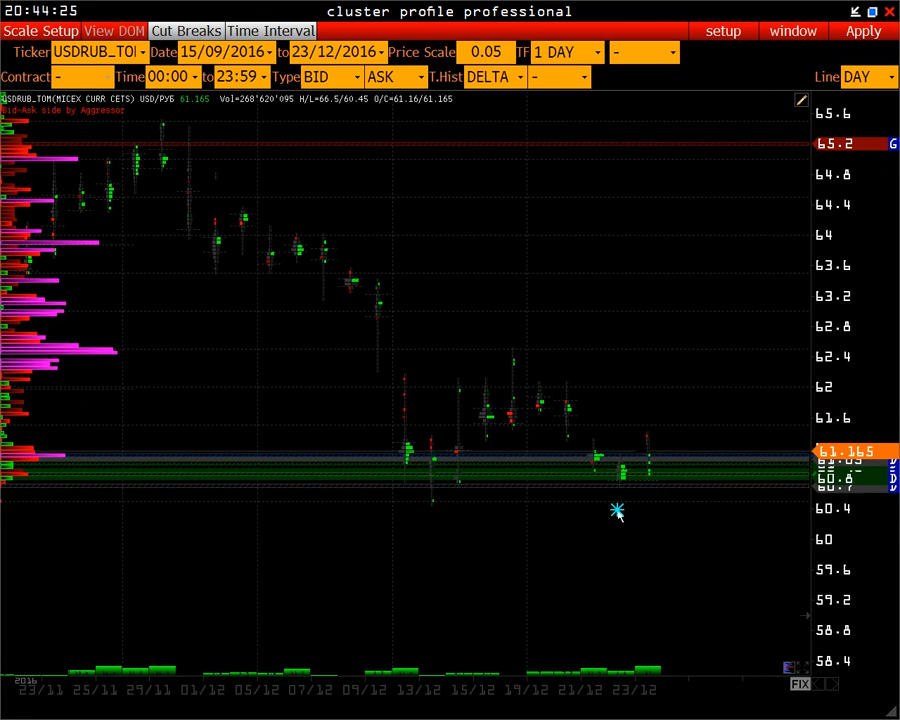 20:44:25 cluster profile professional
Scale Setup View DOM Cut Breaks Time Interval setup window Apply
Ticker USDRUB_TO Date 15/09/2016 to 23/12/2016 Price Scale 0.05 TF 1 DAY -
Contract - Time 00:00 to 23:59 Type BID ASK T.Hist DELTA - Line DAY
USDRUB_TOM(MICEX CURR CETS) USD/РУБ 61.165 Vol=268'620'095 H/L=66.5/60.45 O/C=61.16/61.165
Bid-Ask side by Aggressor
65.6
65.2 G
64.8
64.4
64
63.6
63.2
62.8
62.4
62
61.6
61.165
60.8 D
60.7 D
60.4
60
59.6
59.2
58.8
58.4
2016
23/11 25/11 29/11 01/12 05/12 07/12 09/12 13/12 15/12 19/12 21/12 23/12
FIX